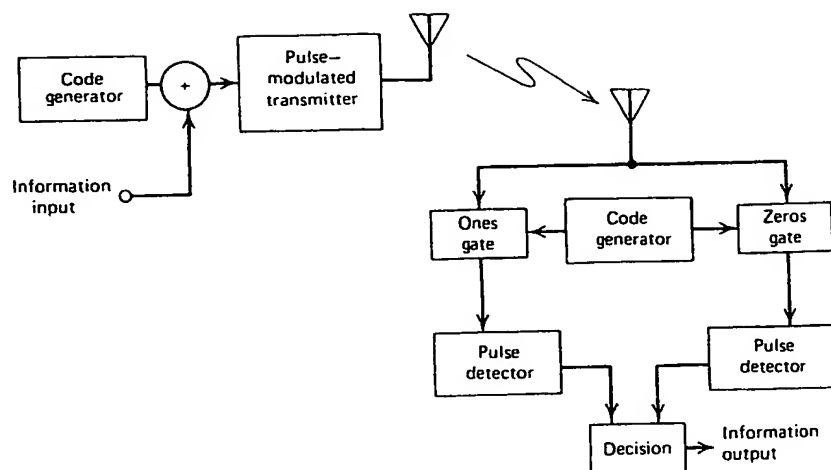 Code
generator
+
Pulse–
modulated
transmitter
Information
input
Ones
gate
Code
generator
Zeros
gate
Pulse
detector
Pulse
detector
Decision
Information
output